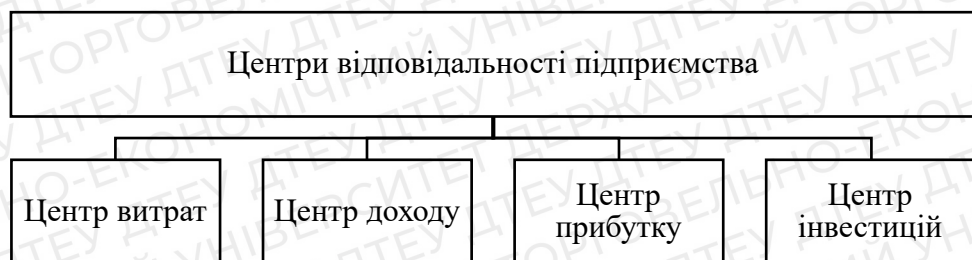 Центри відповідальності підприємства
Центр витрат
Центр доходу
Центр
прибутку
Центр
інвестицій